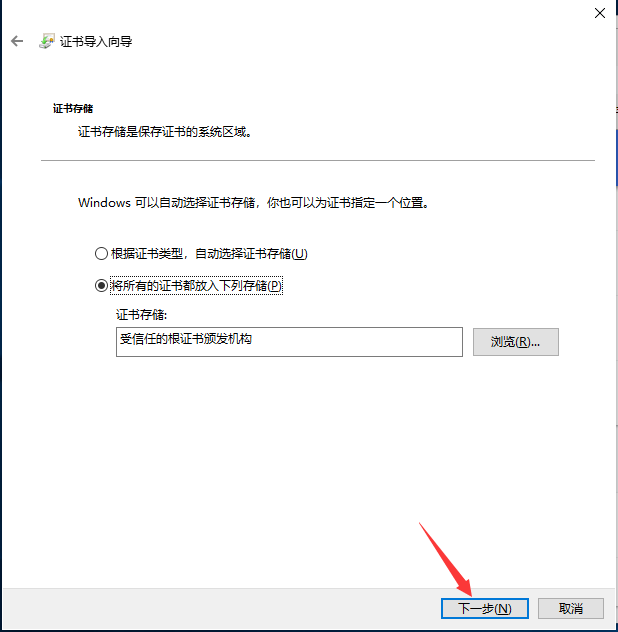 证书导入向导
证书存储
证书存储是保存证书的系统区域。
Windows 可以自动选择证书存储，你也可以为证书指定一个位置。
根据证书类型，自动选择证书存储(U)
将所有的证书都放入下列存储(P)
证书存储:
受信任的根证书颁发机构
浏览(R)...
下一步(N)
取消